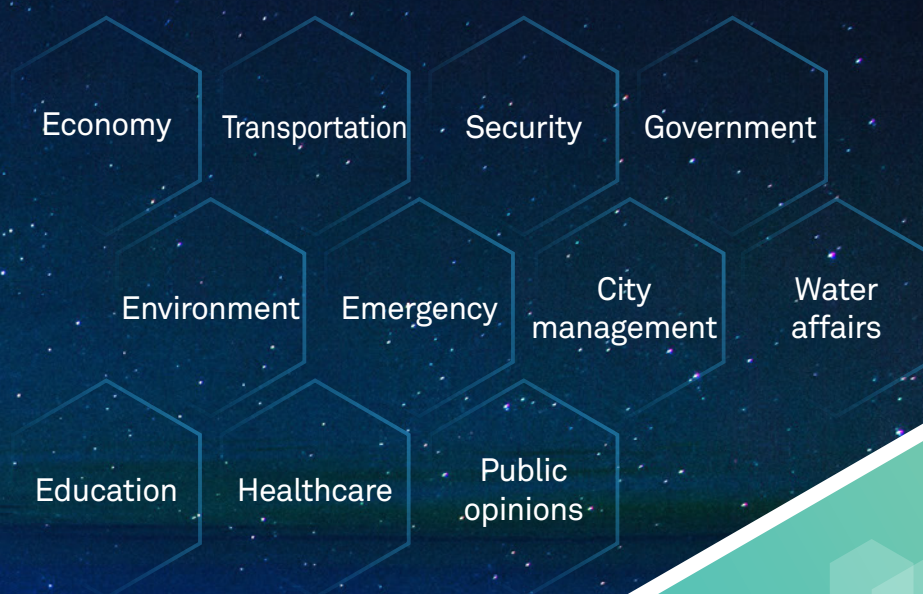 Economy
Transportation
Security
Government
Environment
Emergency
City
management
Water
affairs
Education
Healthcare
Public
opinions